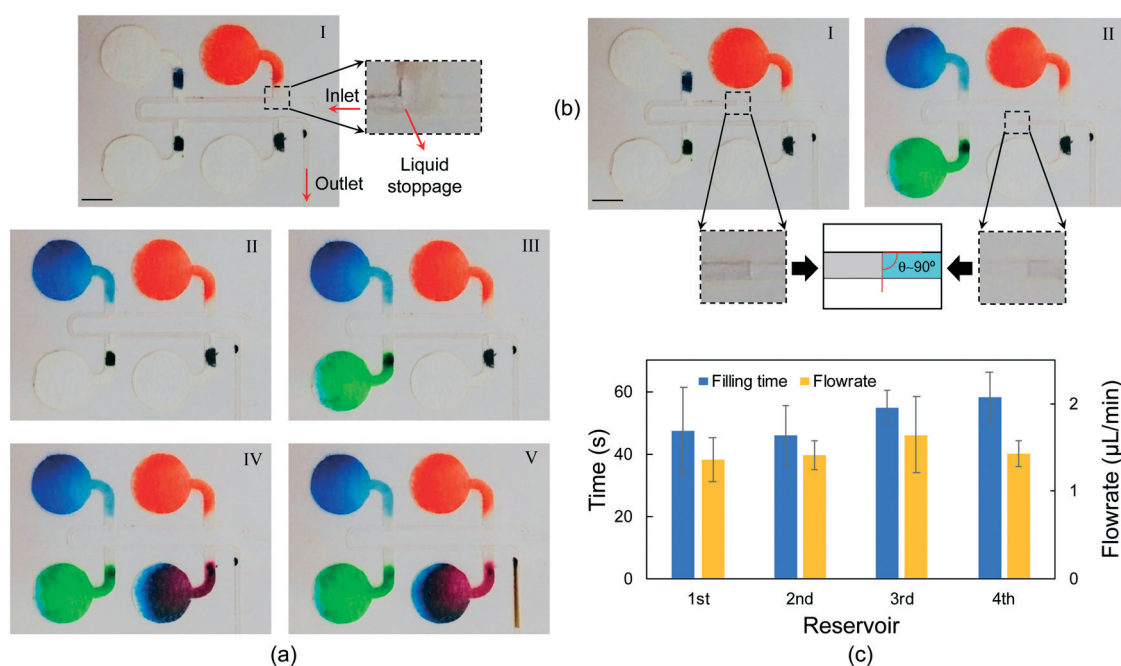 I
Inlet
Liquid
stoppage
Outlet
II
III
IV
V
(a)
(b)
I
II
θ~90º
Filling time
Flowrate
Time (s)
60
40
20
0
2
1
0
Flowrate (µL/min)
1st
2nd
3rd
4th
Reservoir
(c)